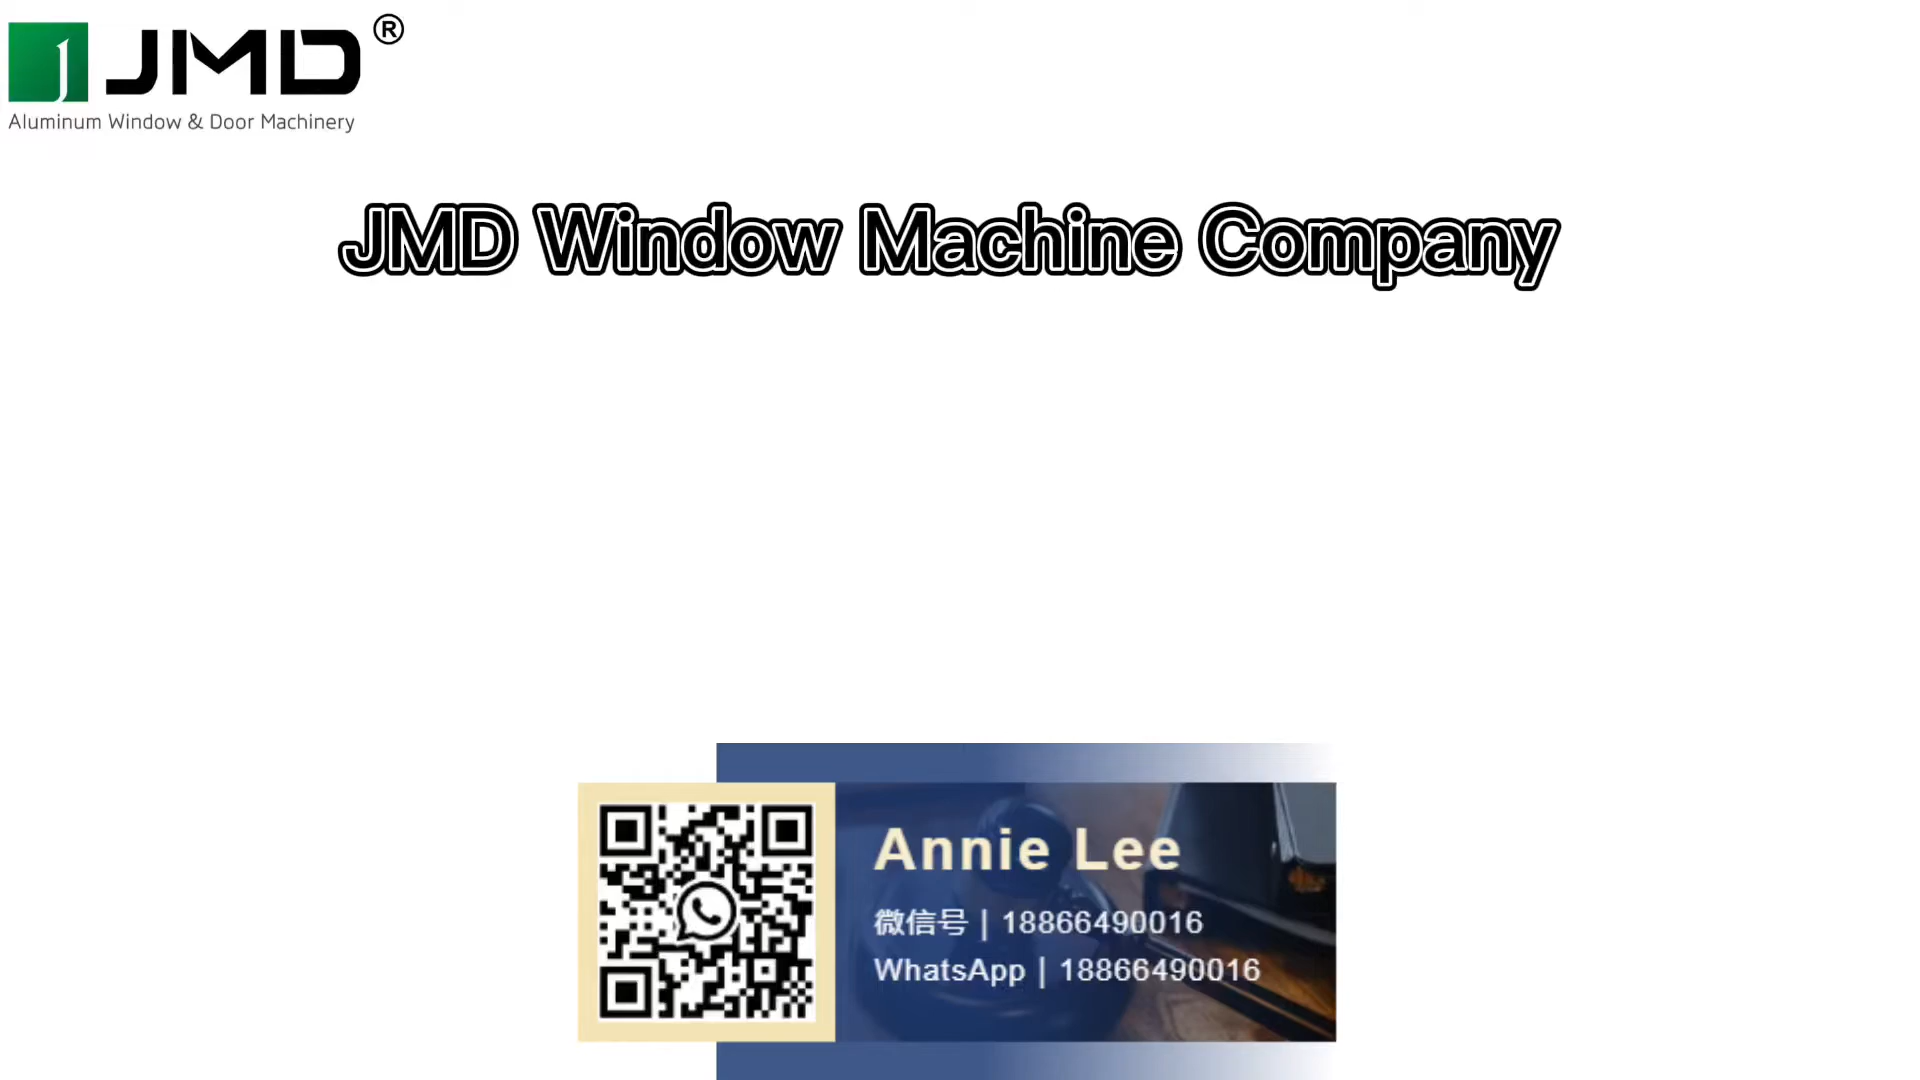 JMD®
Aluminum Window & Door Machinery
JMD Window Machine Company
Annie Lee
微信号 | 18866490016
WhatsApp | 18866490016